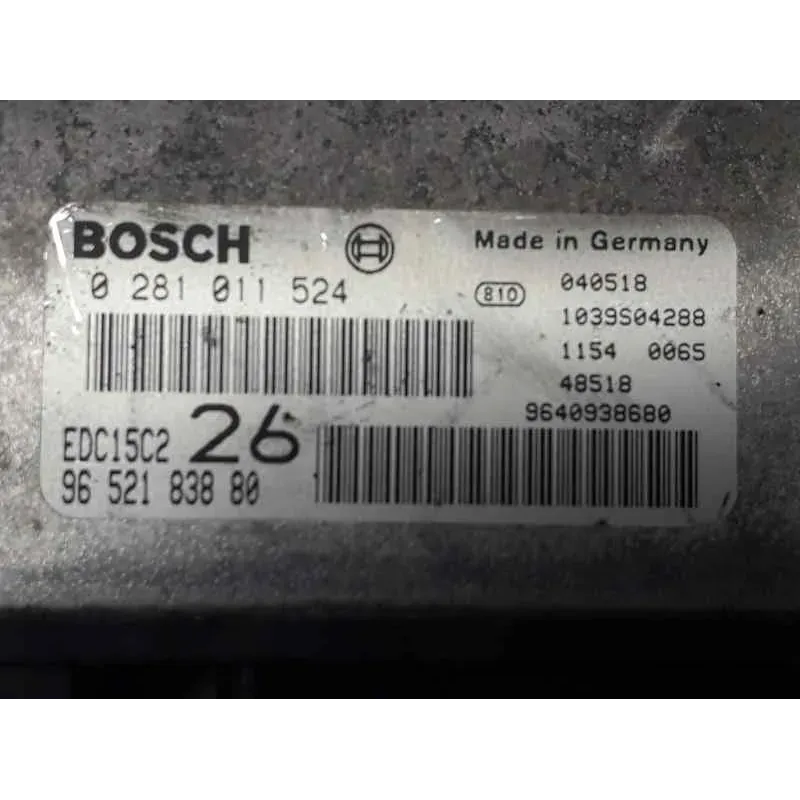 BOSCH
Made in Germany
0 281 011 524
810
040518
1039S04288
1154 0065
48518
9640938680
EDC15C2 26
96 521 838 80